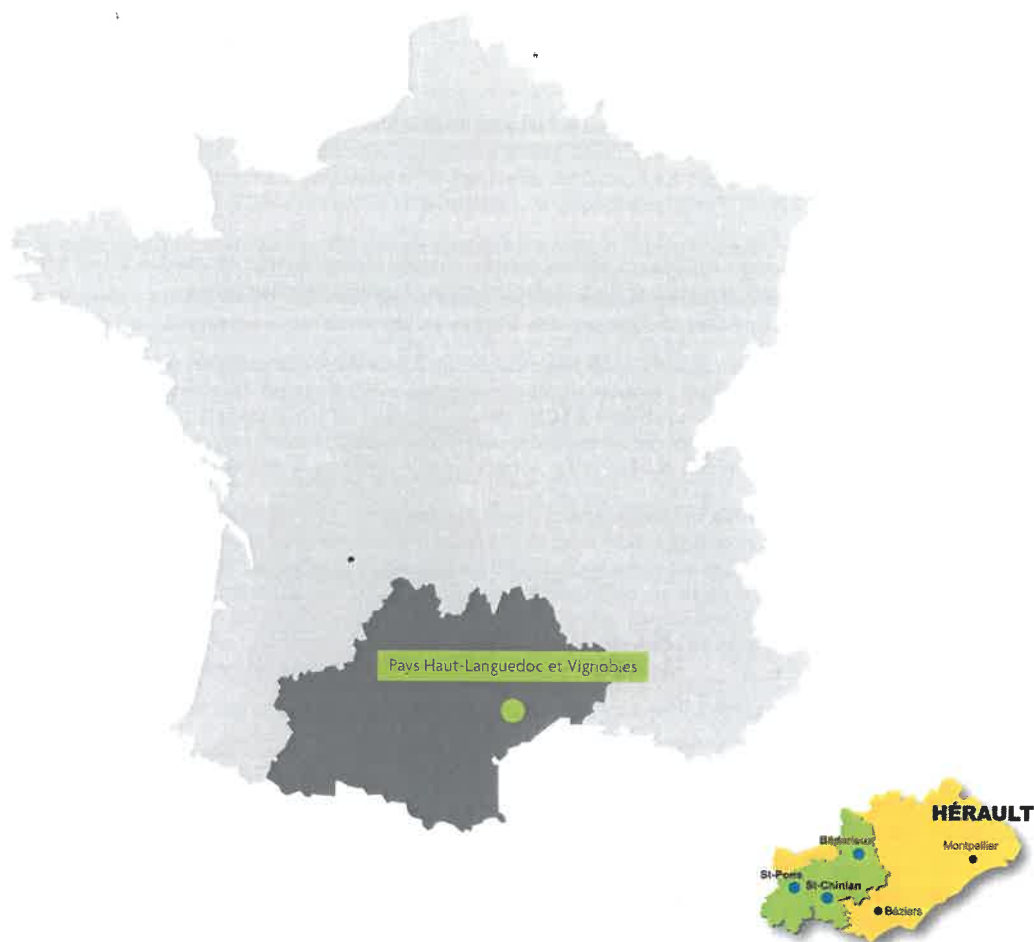 Pays Haut-Languedoc et Vignobles
HÉRAULT
Bédarieux
Montpellier
St-Pons
St-Chinian
Béziers